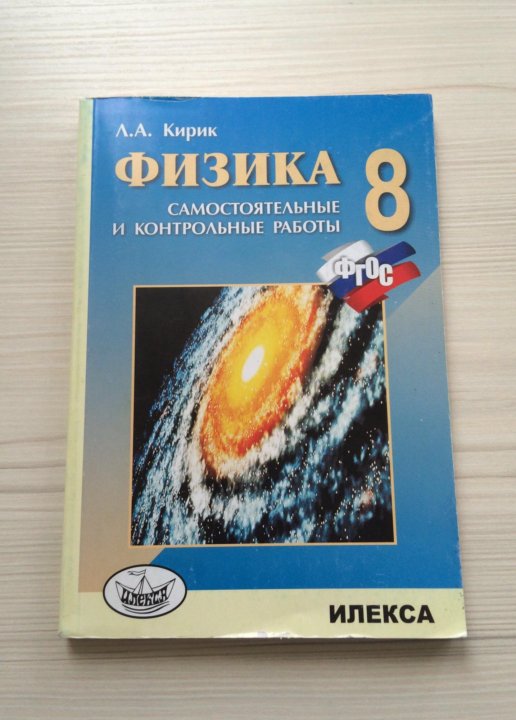 Л.А. Кирик
ФИЗИКА 8
САМОСТОЯТЕЛЬНЫЕ
И КОНТРОЛЬНЫЕ РАБОТЫ
ФГОС
ИЛЕКСА
ИЛЕКСА